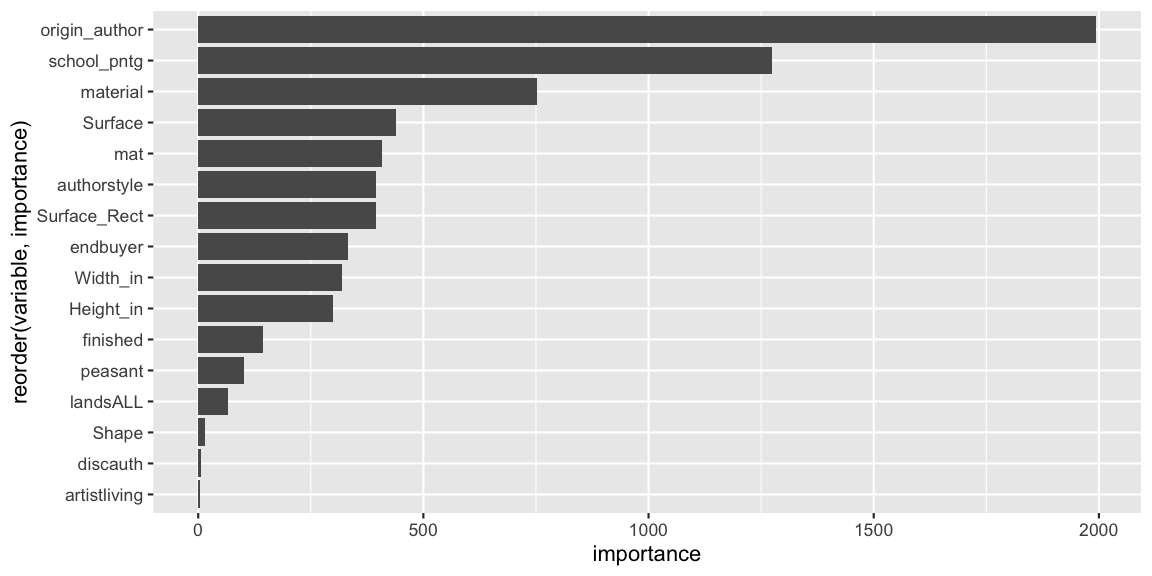 reorder(variable, importance)
origin_author
school_pntg
material
Surface
mat
authorstyle
Surface_Rect
endbuyer
Width_in
Height_in
finished
peasant
landsALL
Shape
discauth
artistliving
0 500 1000 1500 2000
importance